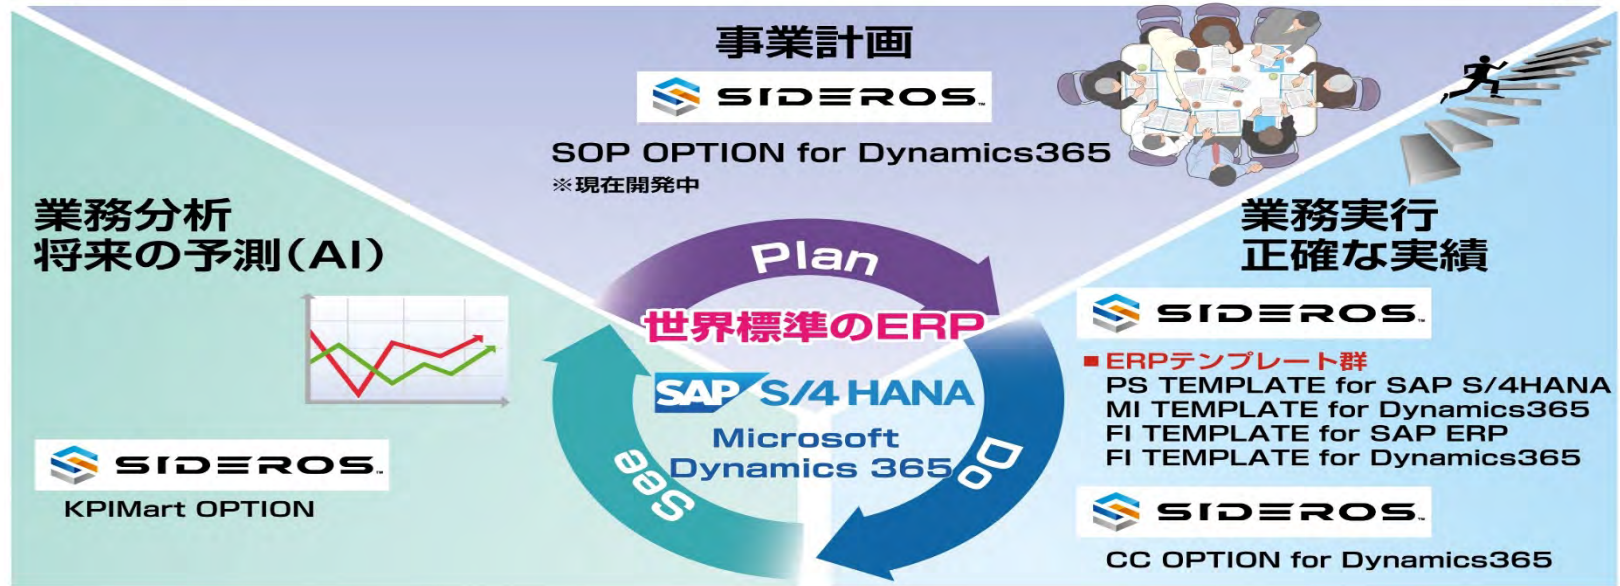 事業計画
SIDEROS™
SOP OPTION for Dynamics365
※現在開発中
業務分析
将来の予測(AI)
SIDEROS™
KPIMart OPTION
Plan
世界標準のERP
SAP S/4 HANA
Microsoft
Dynamics 365
Do
See
業務実行
正確な実績
SIDEROS™
■ERPテンプレート群
PS TEMPLATE for SAP S/4HANA
MI TEMPLATE for Dynamics365
FI TEMPLATE for SAP ERP
FI TEMPLATE for Dynamics365
SIDEROS™
CC OPTION for Dynamics365